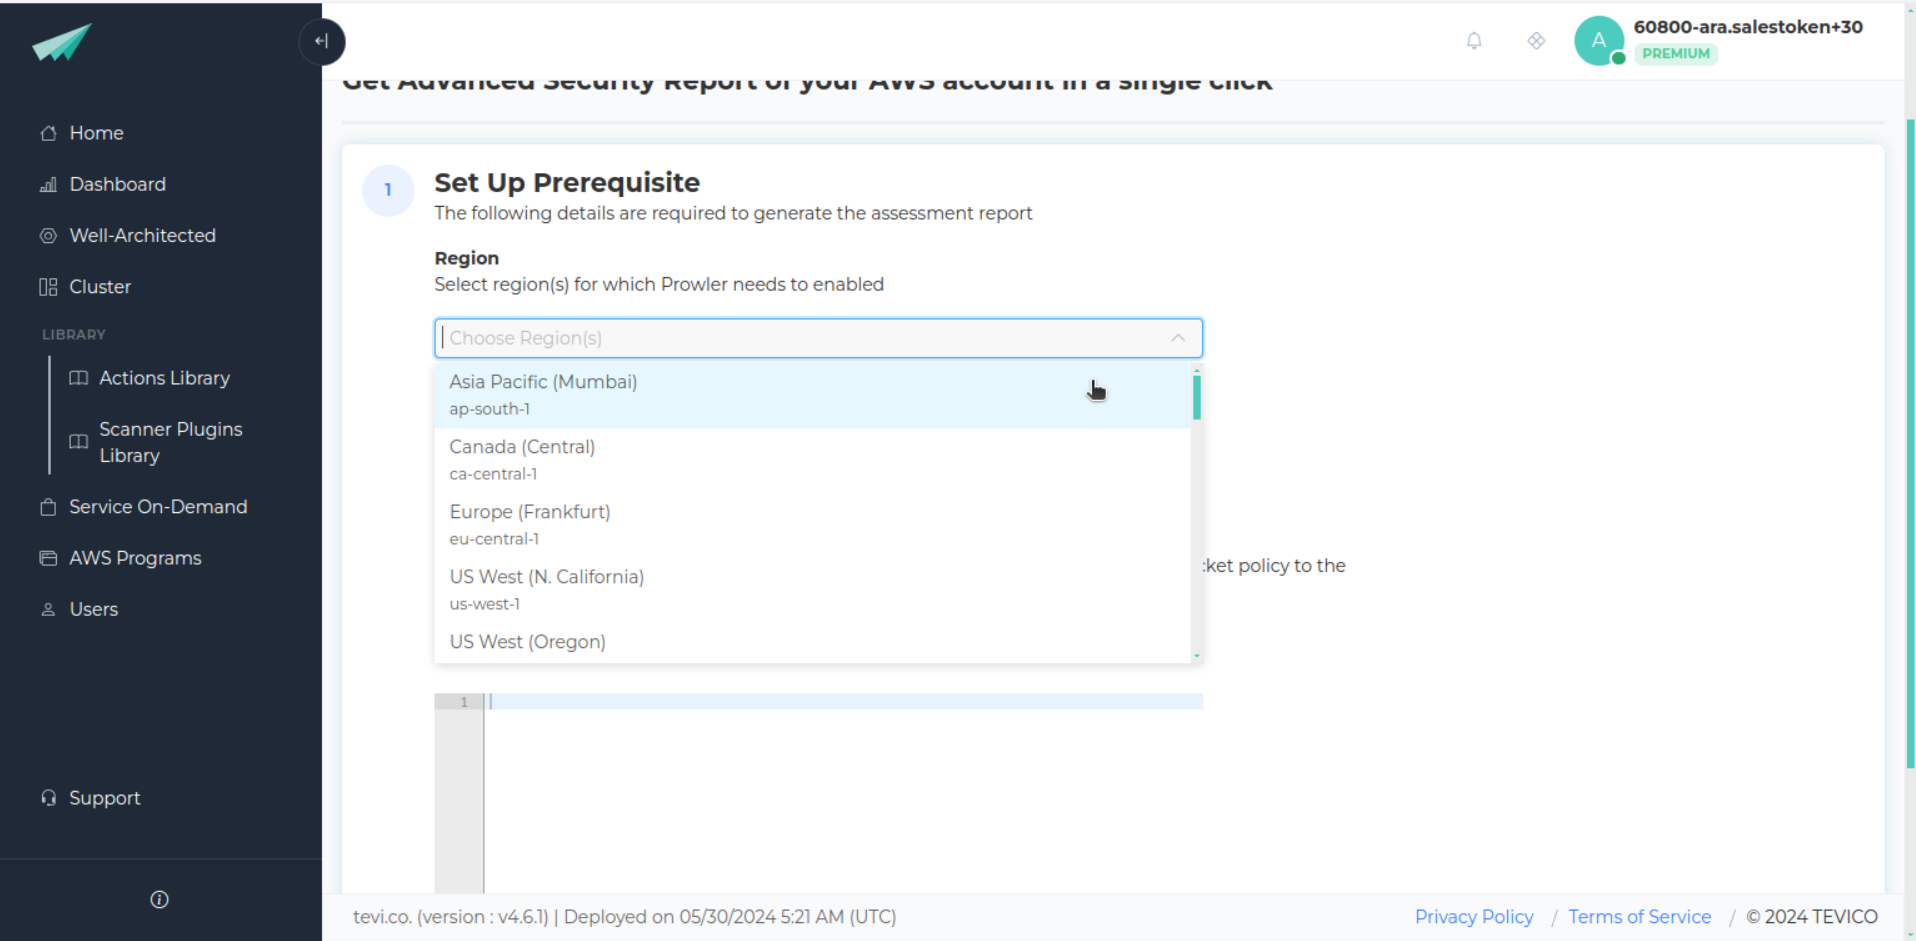 60800-ara.salestoken+30
A
PREMIUM
Home
Dashboard
Well-Architected
Cluster
LIBRARY
Actions Library
Scanner Plugins
Library
Service On-Demand
AWS Programs
Users
Support
Get Advanced Security Report of your AWS account in a single click
1
Set Up Prerequisite
The following details are required to generate the assessment report
Region
Select region(s) for which Prowler needs to enabled
Choose Region(s)
Asia Pacific (Mumbai)
ap-south-1
Canada (Central)
ca-central-1
Europe (Frankfurt)
eu-central-1
US West (N. California)
us-west-1
US West (Oregon)
policy to the
1
tevi.co. (version : v4.6.1) | Deployed on 05/30/2024 5:21 AM (UTC)
Privacy Policy / Terms of Service / © 2024 TEVICO